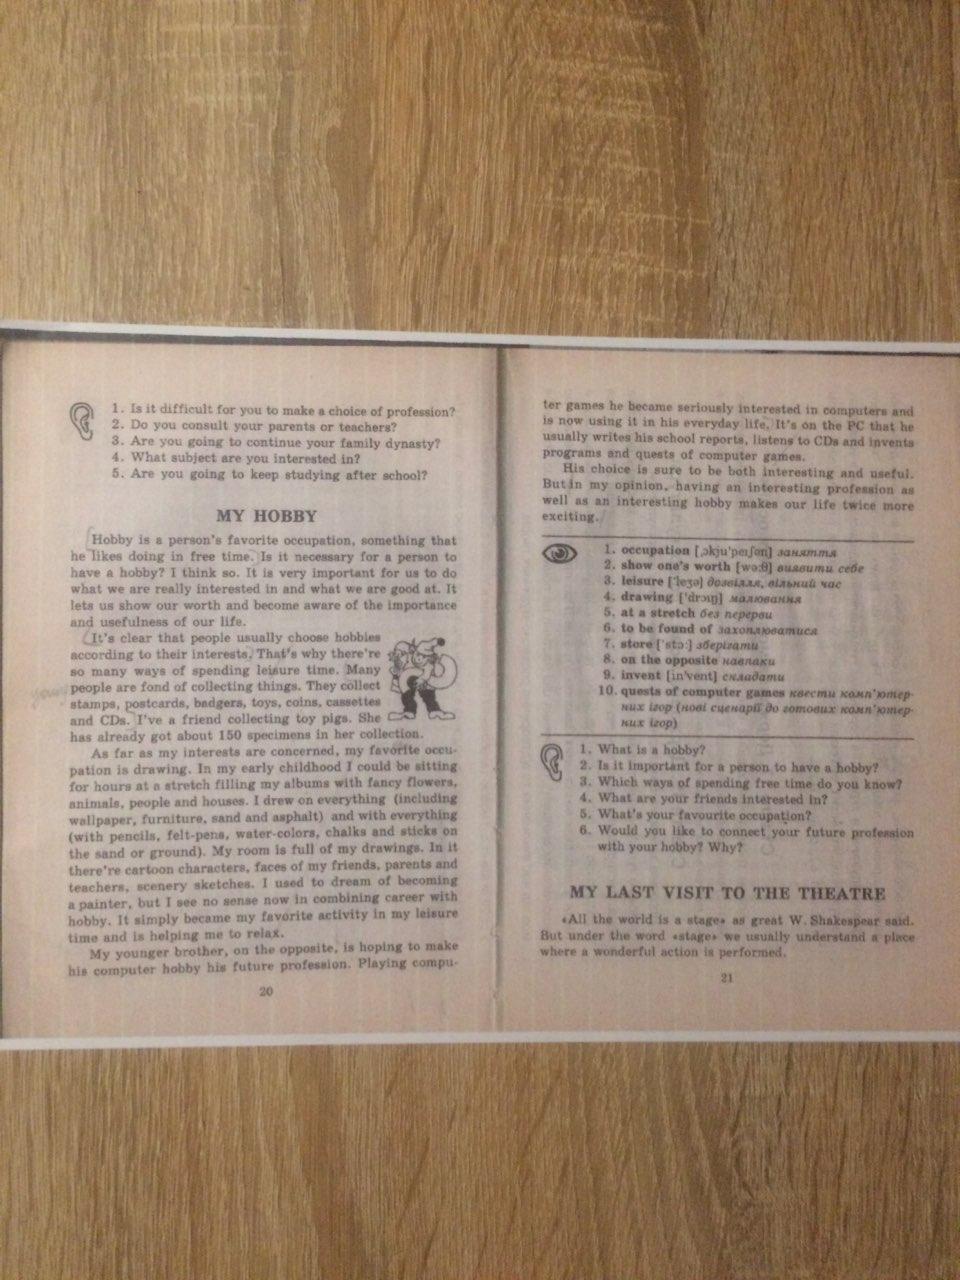 1. Is it difficult for you to make a choice of profession?
2. Do you consult your parents or teachers?
3. Are you going to continue your family dynasty?
4. What subject are you interested in?
5. Are you going to keep studying after school?
MY HOBBY
Hobby is a person's favorite occupation, something that
he likes doing in free time. Is it necessary for a person to
have a hobby? I think so. It is very important for us to do
what we are really interested in and what we are good at. It
lets us show our worth and become aware of the importance
and usefulness of our life.
It's clear that people usually choose hobbies
according to their interests. That's why there're
so many ways of spending leisure time. Many
people are fond of collecting things. They collect
stamps, postcards, badgers, toys, coins, cassettes
and CDs. I've a friend collecting toy pigs. She
has already got about 150 specimens in her collection.
As far as my interests are concerned, my favorite occu-
pation is drawing. In my early childhood I could be sitting
for hours at a stretch filling my albums with fancy flowers,
animals, people and houses. I drew on everything (including
wallpaper, furniture, sand and asphalt) and with everything
(with pencils, felt-pens, water-colors, chalks and sticks on
the sand or ground). My room is full of my drawings. In it
there're cartoon characters, faces of my friends, parents and
teachers, scenery sketches. I used to dream of becoming
a painter, but I see no sense now in combining career with
hobby. It simply became my favorite activity in my leisure
time and is helping me to relax.
My younger brother, on the opposite, is hoping to make
his computer hobby his future profession. Playing compu-
20
ter games he became seriously interested in computers and
is now using it in his everyday life. It's on the PC that he
usually writes his school reports, listens to CDs and invents
programs and quests of computer games.
His choice is sure to be both interesting and useful.
But in my opinion, having an interesting profession as
well as an interesting hobby makes our life twice more
exciting.
1. occupation [ˌɔkju'peɪʃən] заняття
2. show one's worth [wə:θ] виявити себе
3. leisure ['leʒə] дозвілля, вільний час
4. drawing ['drɔɪŋ] малювання
5. at a stretch без перерви
6. to be found of захоплюватися
7. store ['stɔ:] зберігати
8. on the opposite навпаки
9. invent [in'vent] складати
10. quests of computer games квести комп'ютер-
них ігор (нові сценарії до готових комп'ютер-
них ігор)
1. What is a hobby?
2. Is it important for a person to have a hobby?
3. Which ways of spending free time do you know?
4. What are your friends interested in?
5. What's your favourite occupation?
6. Would you like to connect your future profession
with your hobby? Why?
MY LAST VISIT TO THE THEATRE
«All the world is a stage» as great W. Shakespear said.
But under the word «stage» we usually understand a place
where a wonderful action is performed.
21